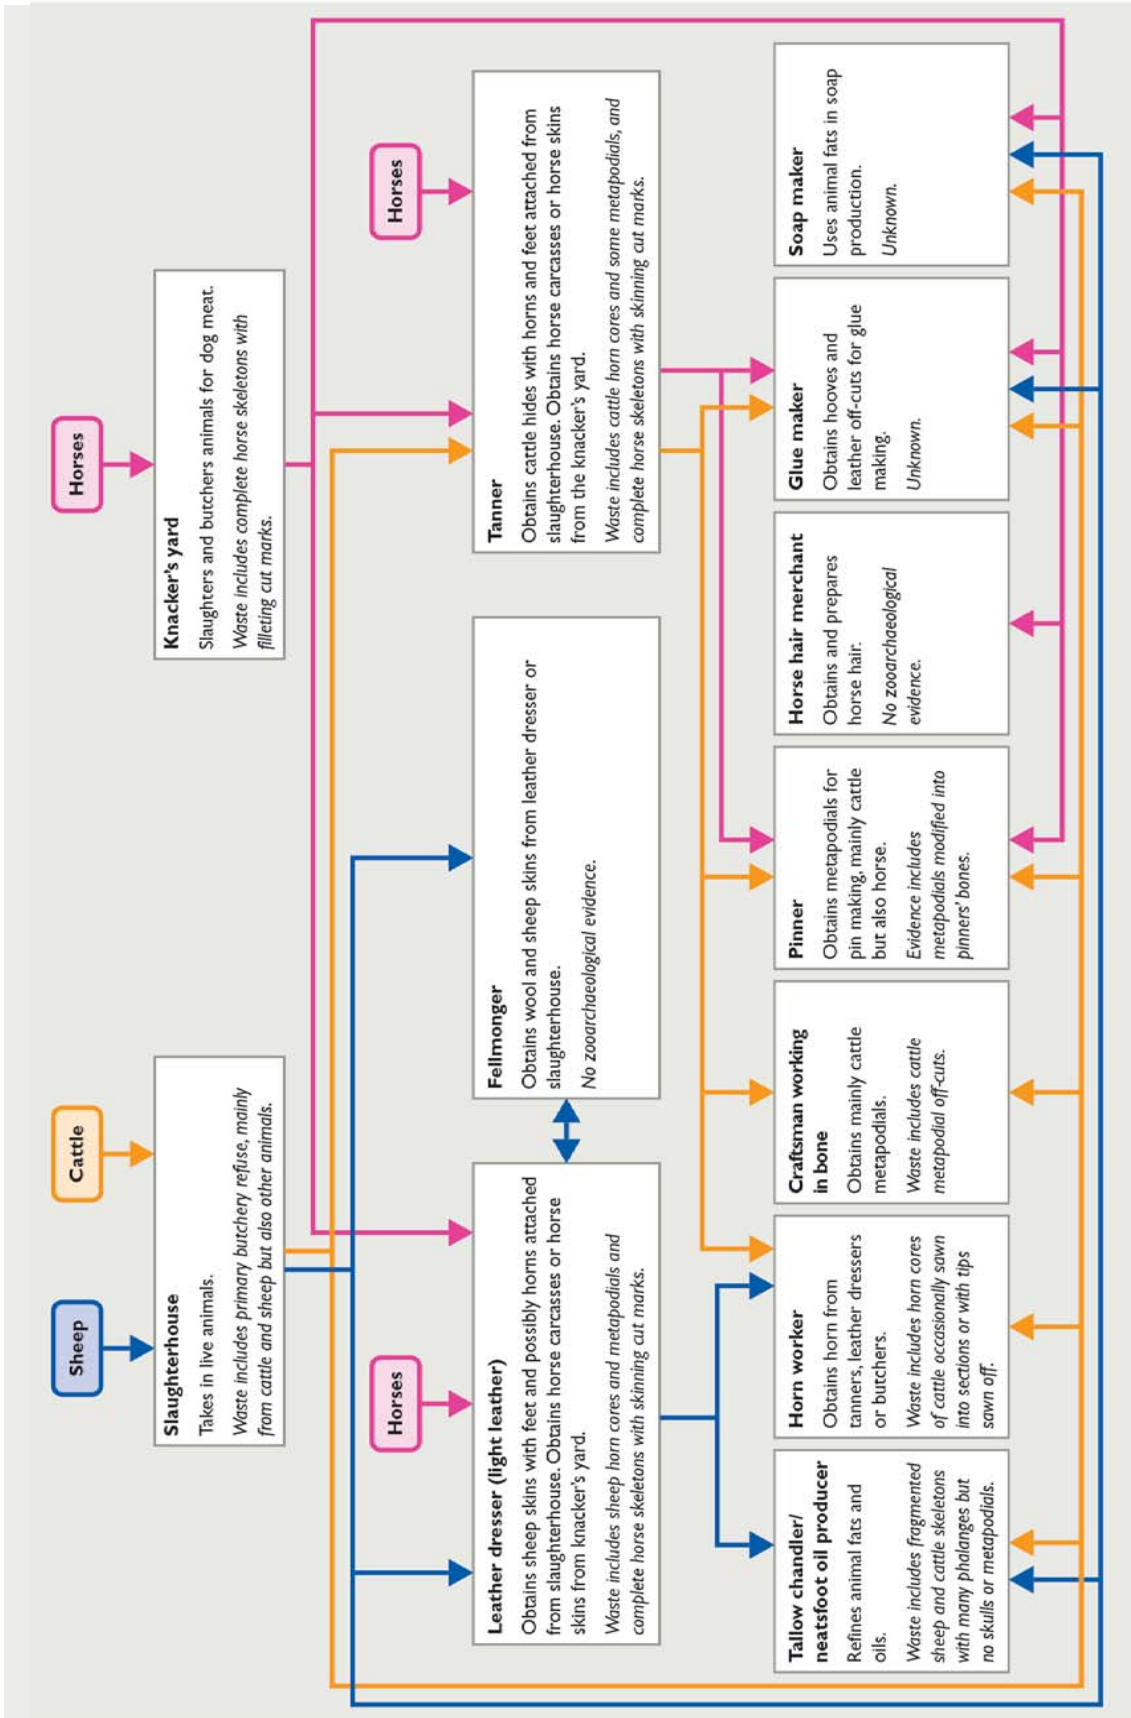 Sheep
Cattle
Horses
Slaughterhouse
Takes in live animals.
Waste includes primary butchery refuse, mainly
from cattle and sheep but also other animals.
Knacker's yard
Slaughters and butchers animals for dog meat.
Waste includes complete horse skeletons with
filleting cut marks.
Horses
Horses
Leather dresser (light leather)
Obtains sheep skins with feet and possibly horns attached
from slaughterhouse. Obtains horse carcasses or horse
skins from knacker's yard.
Waste includes sheep horn cores and metapodials and
complete horse skeletons with skinning cut marks.
Fellmonger
Obtains wool and sheep skins from leather dresser or
slaughterhouse.
No zooarchaeological evidence.
Tanner
Obtains cattle hides with horns and feet attached from
slaughterhouse. Obtains horse carcasses or horse skins
from the knacker's yard.
Waste includes cattle horn cores and some metapodials, and
complete horse skeletons with skinning cut marks.
Tallow chandler/
neatsfoot oil producer
Refines animal fats and
oils.
Waste includes fragmented
sheep and cattle skeletons
with many phalanges but
no skulls or metapodials.
Horn worker
Obtains horn from
tanners, leather dressers
or butchers.
Waste includes horn cores
of cattle occasionally sawn
into sections or with tips
sawn off.
Craftsman working
in bone
Obtains mainly cattle
metapodials.
Waste includes cattle
metapodial off-cuts.
Pinner
Obtains metapodials for
pin making, mainly cattle
but also horse.
Evidence includes
metapodials modified into
pinners' bones.
Horse hair merchant
Obtains and prepares
horse hair.
No zooarchaeological
evidence.
Glue maker
Obtains hooves and
leather off-cuts for glue
making.
Unknown.
Soap maker
Uses animal fats in soap
production.
Unknown.